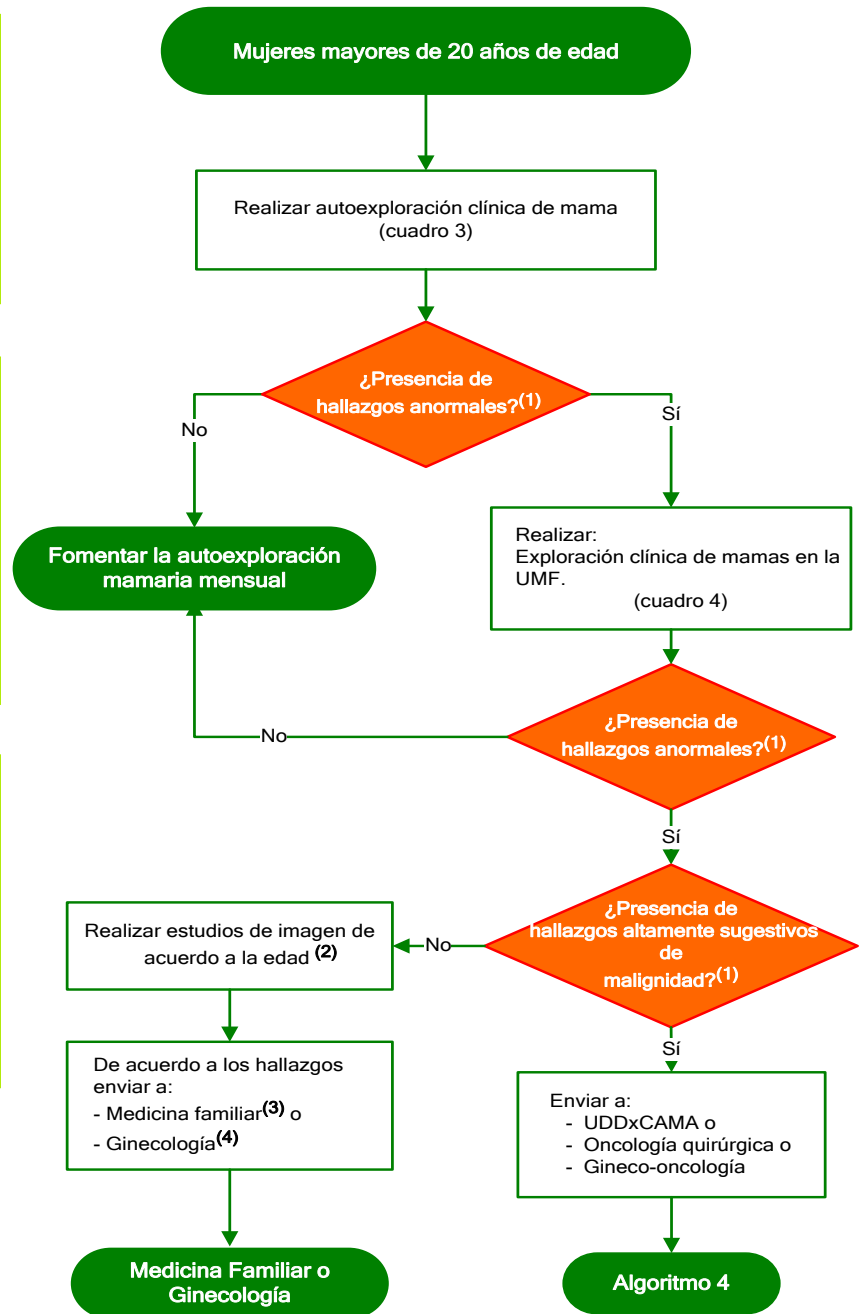 Mujeres mayores de 20 años de edad
Realizar autoexploración clínica de mama
(cuadro 3)
¿Presencia de
hallazgos anormales?(1)
No
Sí
Fomentar la autoexploración
mamaria mensual
Realizar:
Exploración clínica de mamas en la
UMF.
(cuadro 4)
¿Presencia de
hallazgos anormales?(1)
No
Sí
¿Presencia de
hallazgos altamente sugestivos
de
malignidad?(1)
No
Sí
Realizar estudios de imagen de
acuerdo a la edad (2)
De acuerdo a los hallazgos
enviar a:
- Medicina familiar(3) o
- Ginecología(4)
Enviar a:
- UDDxCAMA o
- Oncología quirúrgica o
- Gineco-oncología
Medicina Familiar o
Ginecología
Algoritmo 4